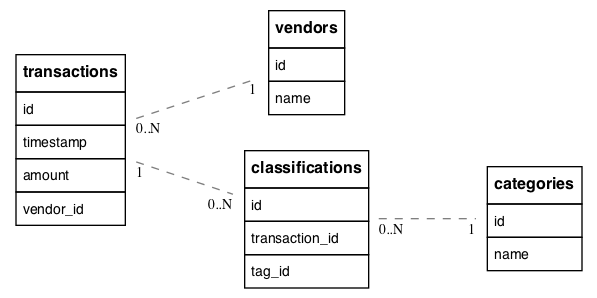 vendors
id
name
transactions
id
timestamp
amount
vendor_id
1
0..N
1
0..N
classifications
id
transaction_id
tag_id
0..N
1
categories
id
name